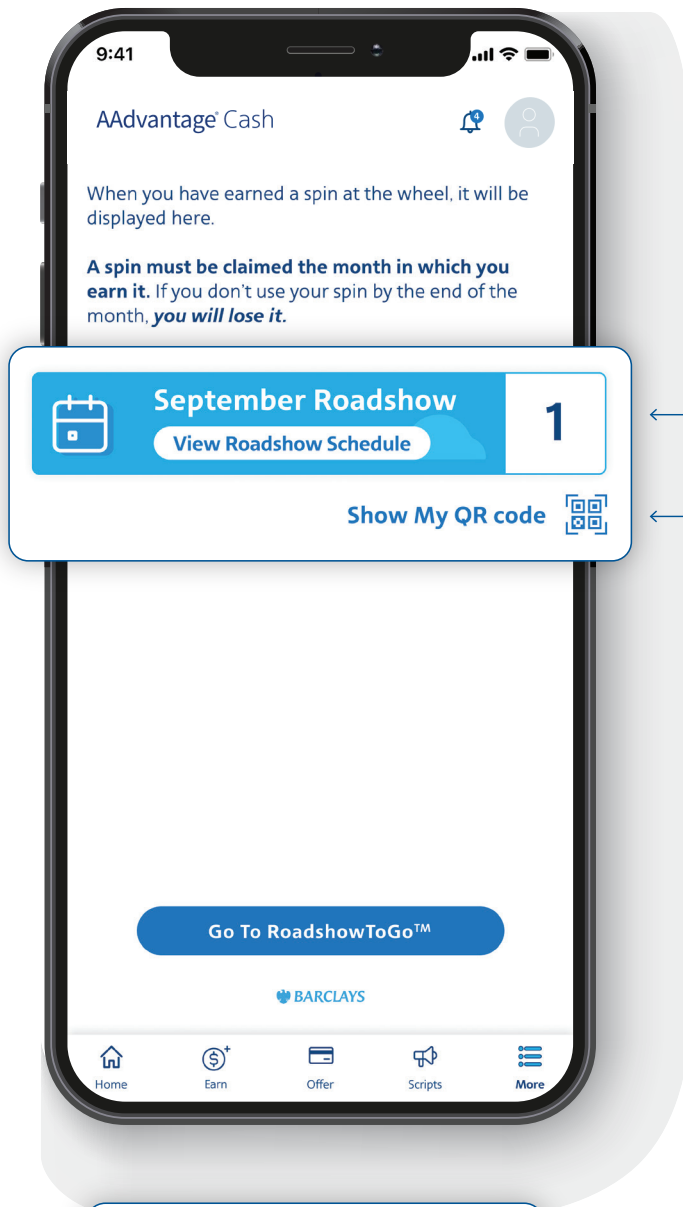 9:41
AAdvantage® Cash
4
When you have earned a spin at the wheel, it will be
displayed here.
A spin must be claimed the month in which you
earn it. If you don't use your spin by the end of the
month, you will lose it.
September Roadshow
1
View Roadshow Schedule
Show My QR code
Go To RoadshowToGo™
BARCLAYS
Home
Earn
Offer
Scripts
More